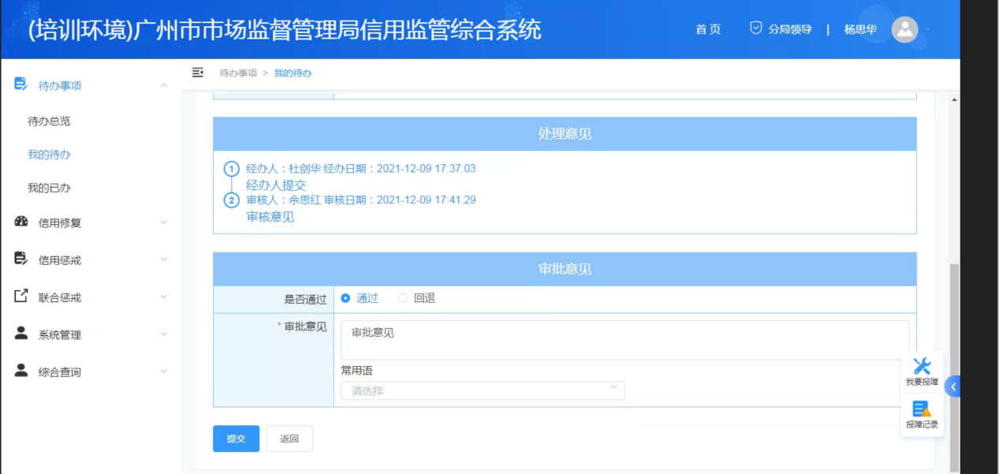 (培训环境)广州市市场监督管理局信用监管综合系统
首页 分局领导 | 杨思华
待办事项
待办总览
我的待办
我的已办
信用修复
信用惩戒
联合惩戒
系统管理
综合查询
待办事项 > 我的待办
处理意见
1 经办人：杜剑华 经办日期：2021-12-09 17:37:03
经办人提交
2 审核人：余思红 审核日期：2021-12-09 17:41:29
审核意见
审批意见
是否通过 通过 回退
* 审批意见 审批意见
常用语
请选择
提交 返回
我要报障
报障记录